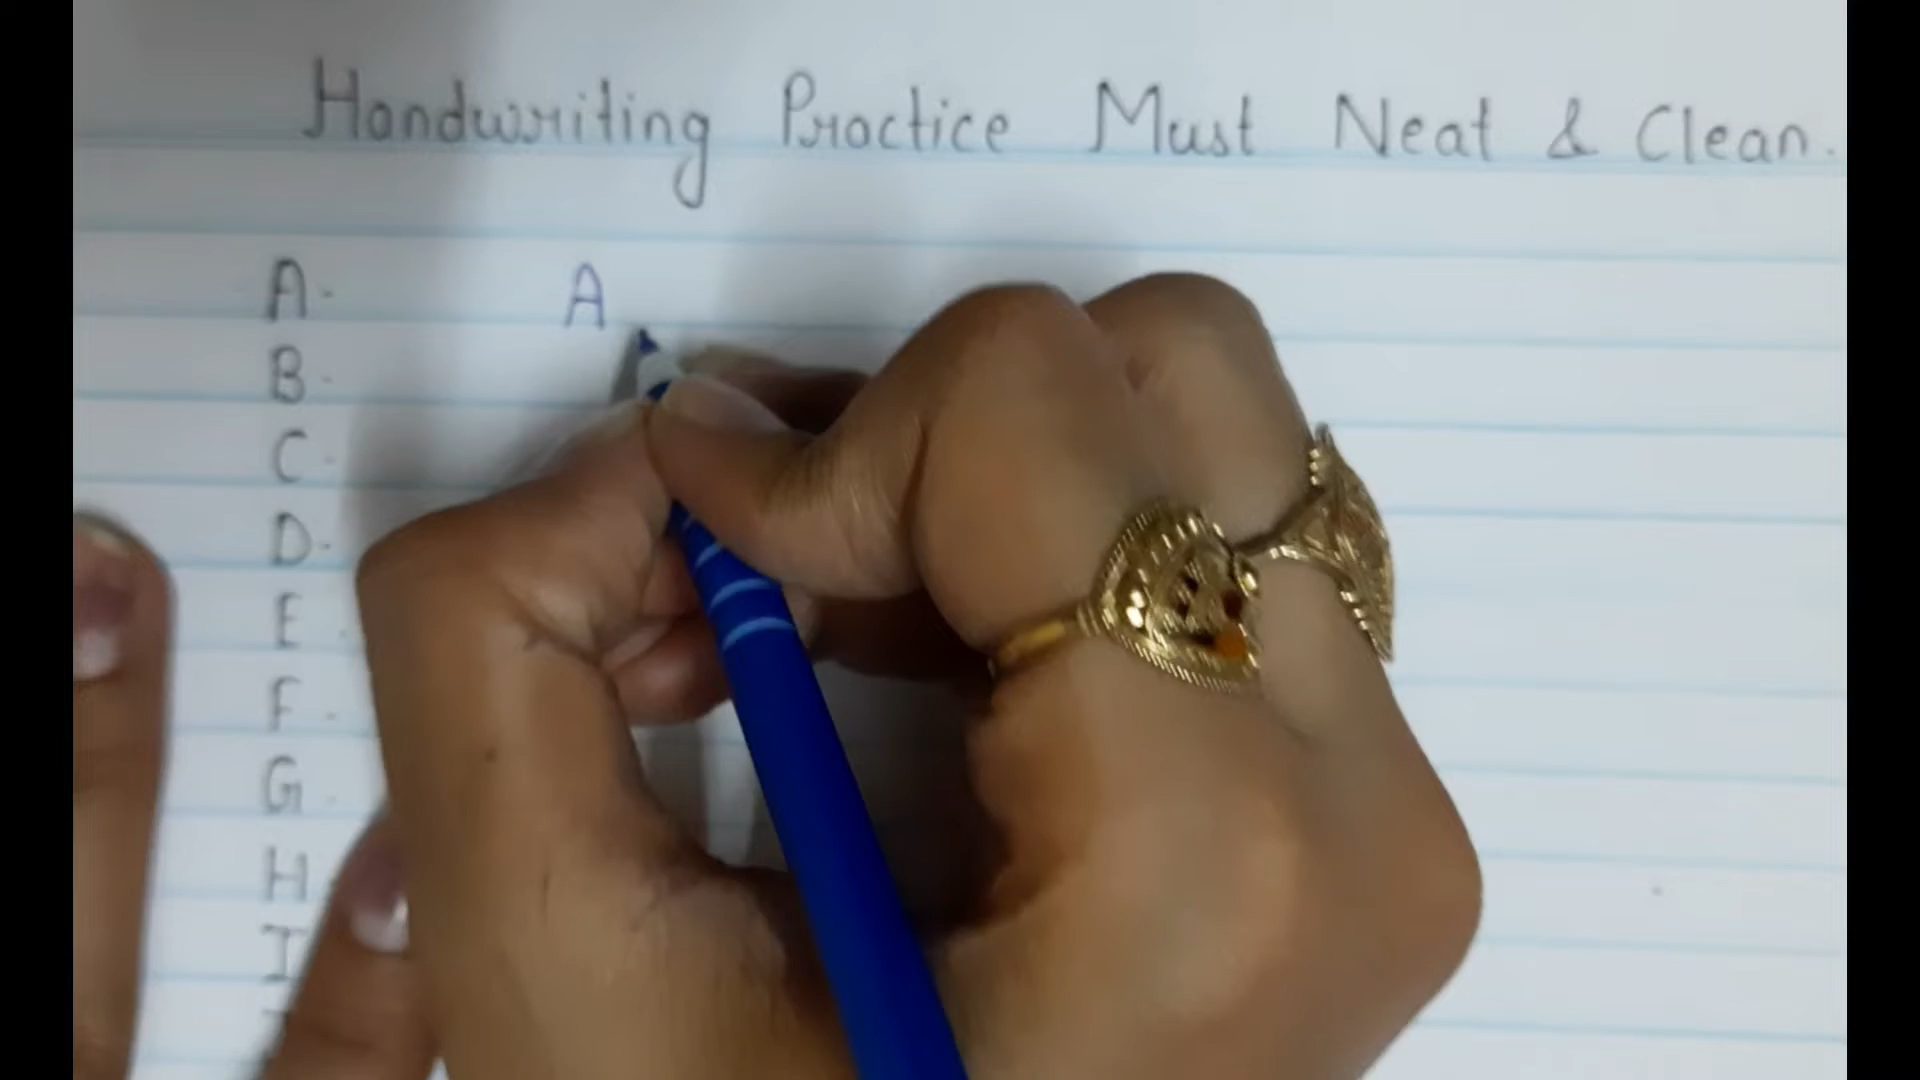 Handwriting Practice Must Neat & Clean.
A. A
B.
C.
D.
E.
F.
G.
H
I